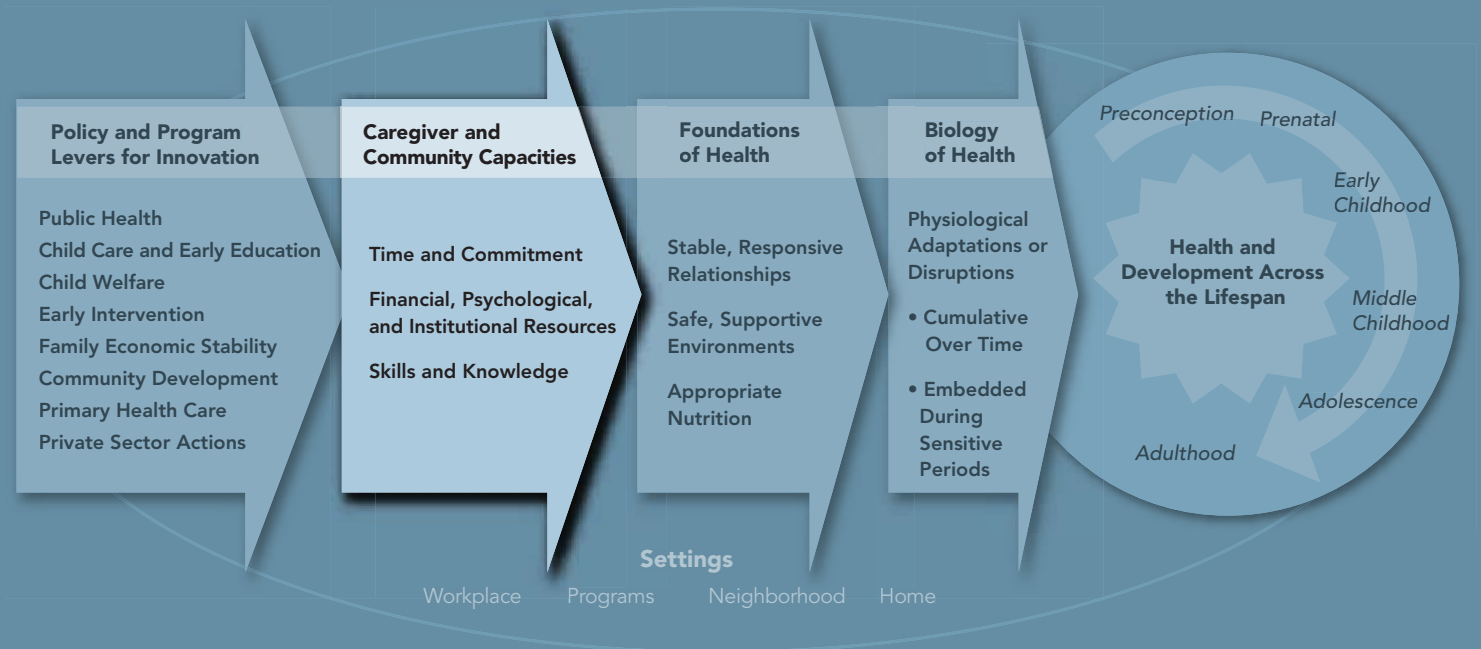 Policy and Program
Levers for Innovation
Public Health
Child Care and Early Education
Child Welfare
Early Intervention
Family Economic Stability
Community Development
Primary Health Care
Private Sector Actions
Caregiver and
Community Capacities
Time and Commitment
Financial, Psychological,
and Institutional Resources
Skills and Knowledge
Foundations
of Health
Stable, Responsive
Relationships
Safe, Supportive
Environments
Appropriate
Nutrition
Biology
of Health
Physiological
Adaptations or
Disruptions
• Cumulative
Over Time
• Embedded
During
Sensitive
Periods
Health and
Development Across
the Lifespan
Preconception
Prenatal
Early
Childhood
Middle
Childhood
Adolescence
Adulthood
Settings
Workplace Programs Neighborhood Home